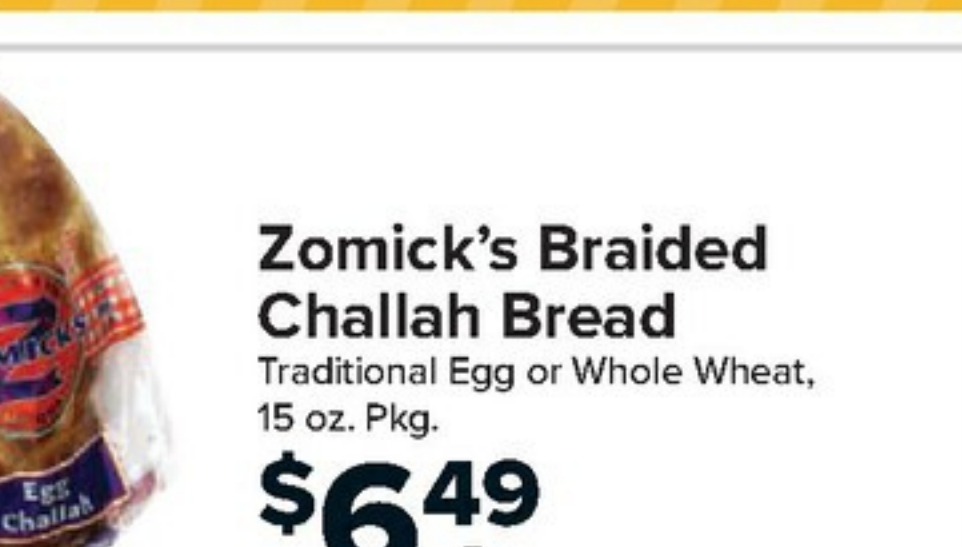 Zomick's Braided
Challah Bread
Traditional Egg or Whole Wheat,
15 oz. Pkg.
$6.49
Egg
Challah